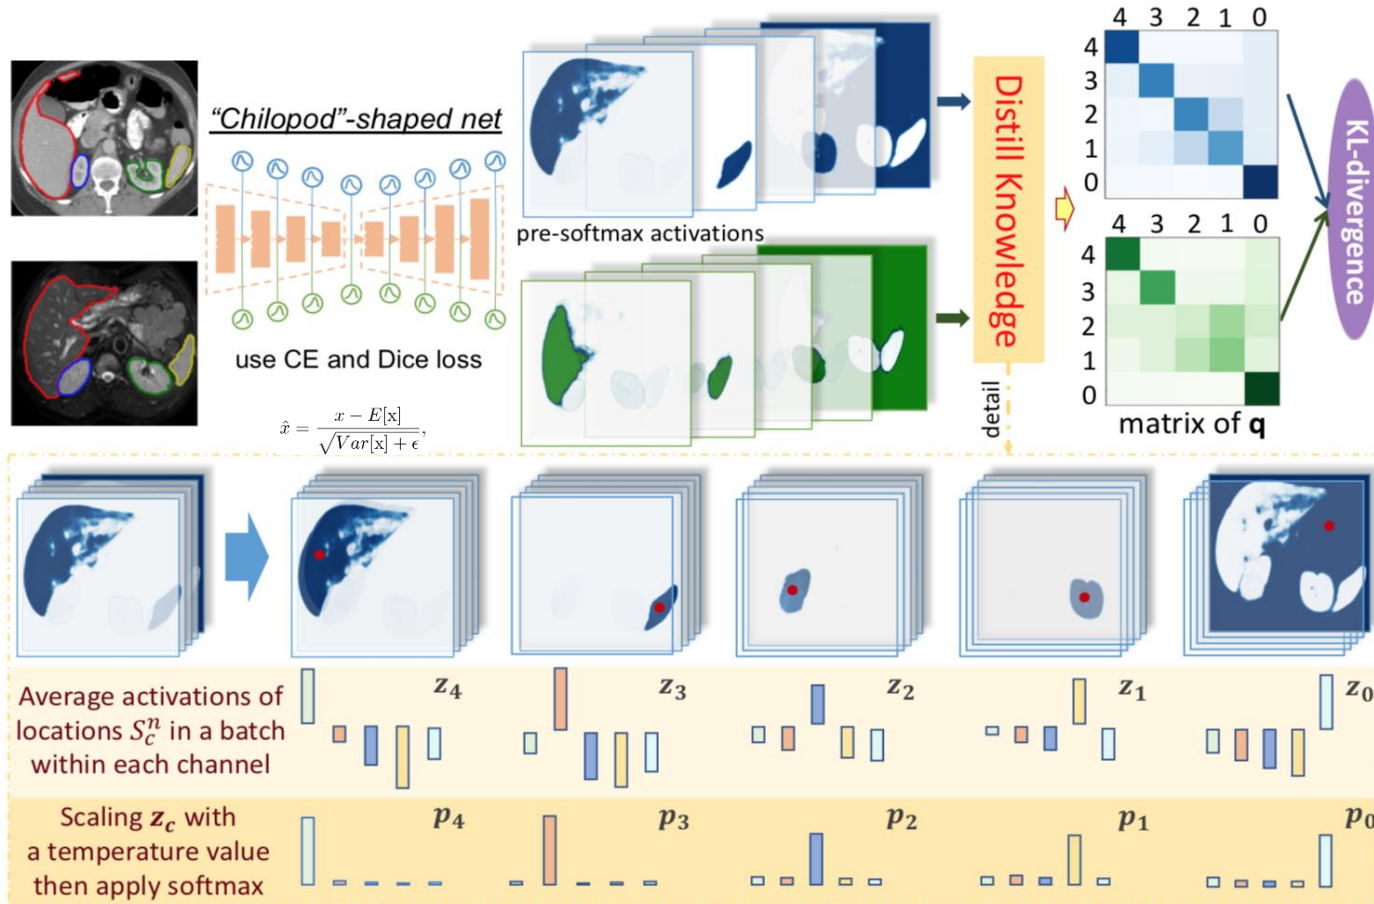 “Chilopod”-shaped net
use CE and Dice loss
x̂ = (x − E[x]) / √(Var[x] + ϵ),
pre-softmax activations
Distill Knowledge
detail
4 3 2 1 0
4
3
2
1
0
4 3 2 1 0
4
3
2
1
0
matrix of q
KL-divergence
Average activations of
locations S_c^n in a batch
within each channel
z₄ z₃ z₂ z₁ z₀
Scaling z_c with
a temperature value
then apply softmax
p₄ p₃ p₂ p₁ p₀